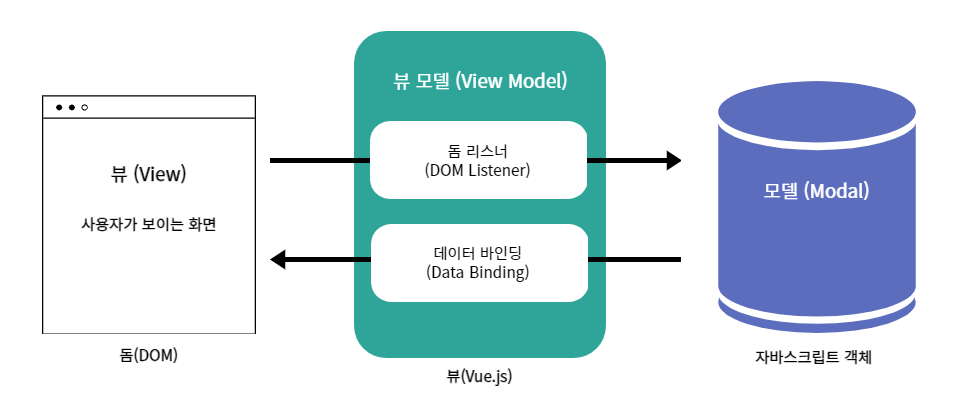 뷰 모델 (View Model)
뷰 (View)
사용자가 보이는 화면
돔 리스너
(DOM Listener)
데이터 바인딩
(Data Binding)
모델 (Modal)
돔(DOM)
뷰(Vue.js)
자바스크립트 객체